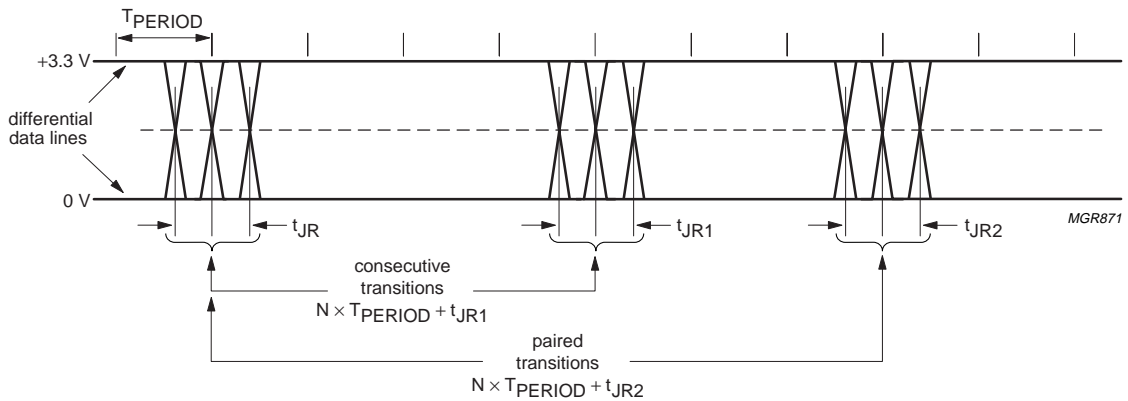 TPERIOD
+3.3 V
differential
data lines
0 V
tJR
tJR1
tJR2
MGR871
consecutive
transitions
N × TPERIOD + tJR1
paired
transitions
N × TPERIOD + tJR2